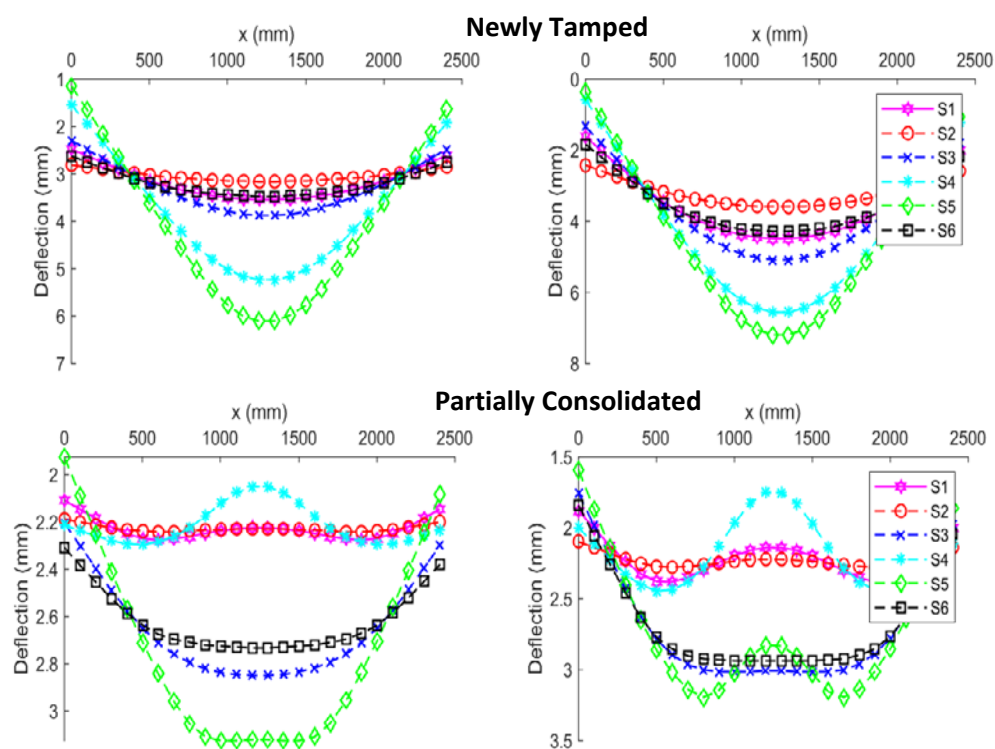 Newly Tamped
x (mm)
0 500 1000 1500 2000 2500
1
2
3
4
5
6
7
Deflection (mm)
x (mm)
0 500 1000 1500 2000 2500
0
2
4
6
8
Deflection (mm)
S1
S2
S3
S4
S5
S6
Partially Consolidated
x (mm)
0 500 1000 1500 2000 2500
2
2.2
2.4
2.6
2.8
3
Deflection (mm)
x (mm)
0 500 1000 1500 2000 2500
1.5
2
2.5
3
3.5
Deflection (mm)
S1
S2
S3
S4
S5
S6